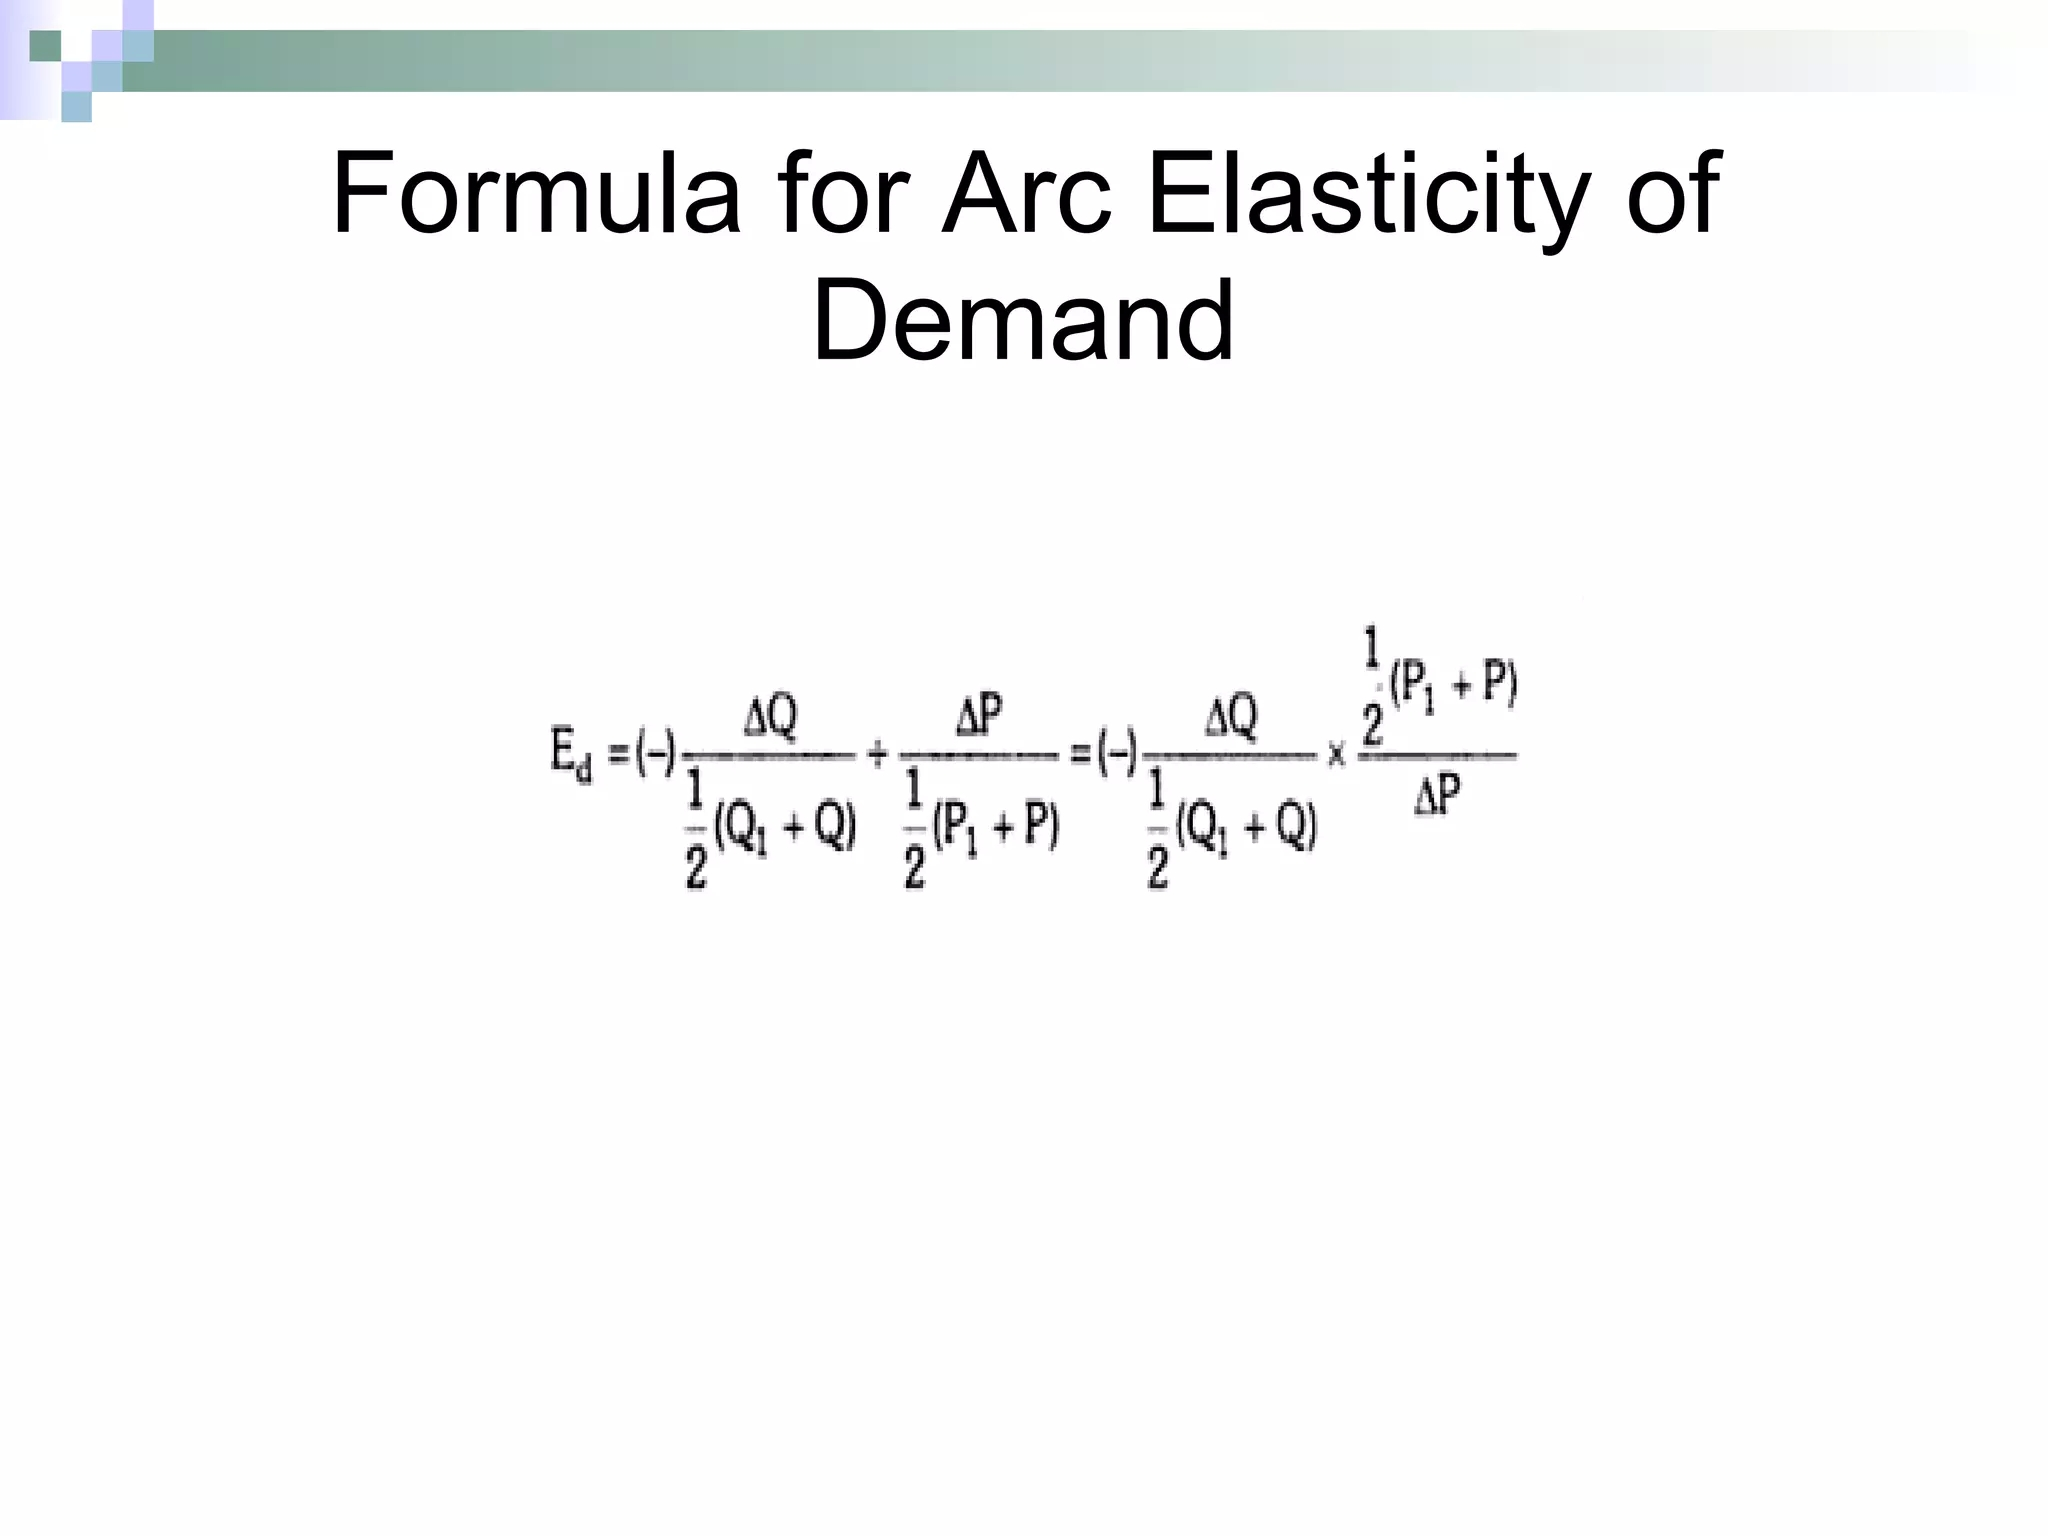 Formula for Arc Elasticity of
Demand
E_d = (–) ΔQ / ½(Q₁ + Q) ÷ ΔP / ½(P₁ + P) = (–) ΔQ / ½(Q₁ + Q) × ½(P₁ + P) / ΔP